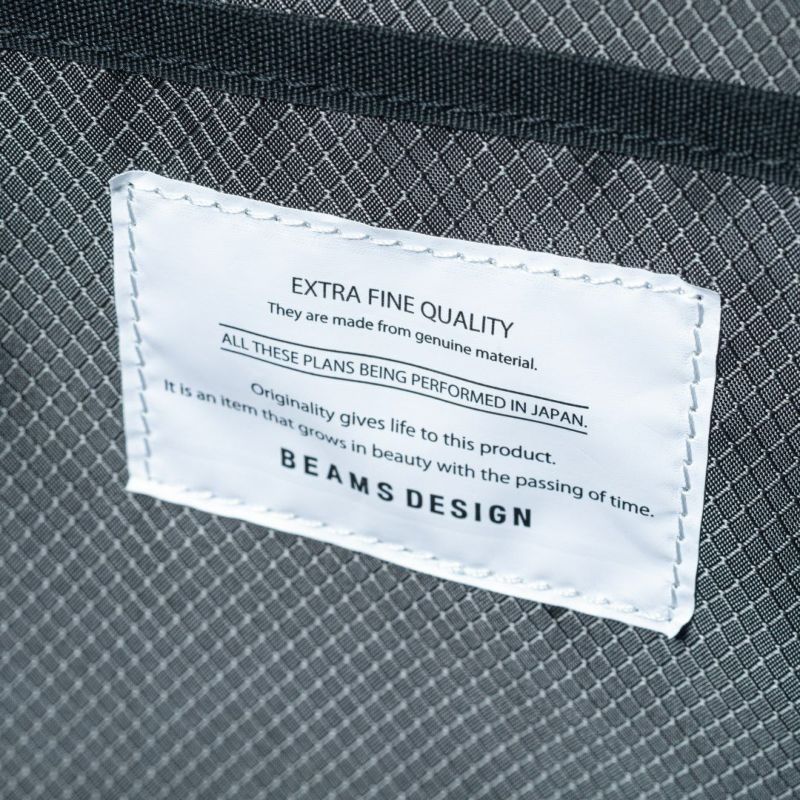 EXTRA FINE QUALITY
They are made from genuine material.
ALL THESE PLANS BEING PERFORMED IN JAPAN.
Originality gives life to this product.
It is an item that grows in beauty with the passing of time.
BEAMS DESIGN